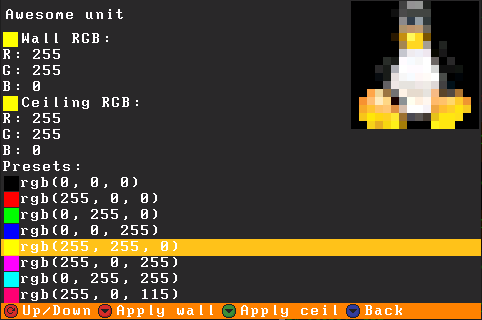 Awesome unit
Wall RGB:
R: 255
G: 255
B: 0
Ceiling RGB:
R: 255
G: 255
B: 0
Presets:
rgb(0, 0, 0)
rgb(255, 0, 0)
rgb(0, 255, 0)
rgb(0, 0, 255)
rgb(255, 255, 0)
rgb(255, 0, 255)
rgb(0, 255, 255)
rgb(255, 0, 115)
Up/Down Apply wall Apply ceil Back